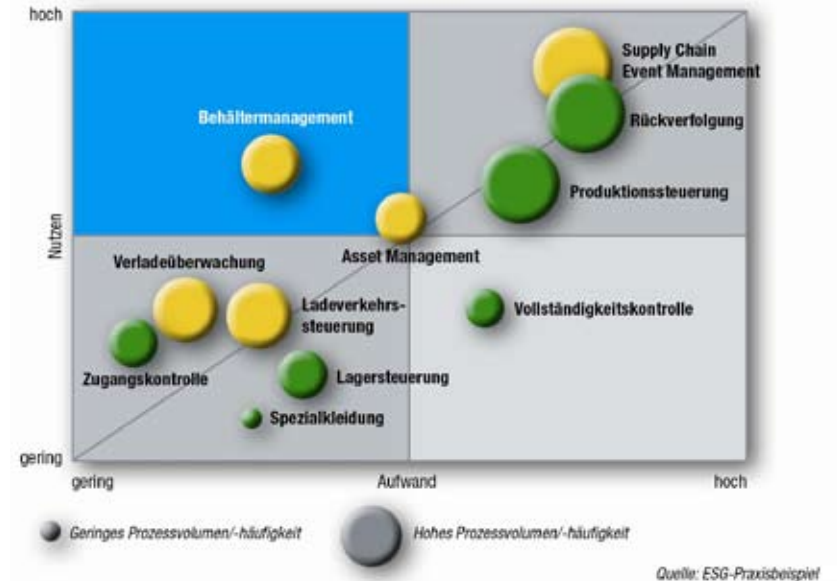 hoch
Supply Chain
Event Management
Behältermanagement
Rückverfolgung
Produktionssteuerung
Nutzen
Asset Management
Verladeüberwachung
Ladeverkehrs-
steuerung
Vollständigkeitskontrolle
Zugangskontrolle
Lagersteuerung
Spezialkleidung
gering
gering
Aufwand
hoch
Geringes Prozessvolumen/-häufigkeit
Hohes Prozessvolumen/-häufigkeit
Quelle: ESG-Praxisbeispiel